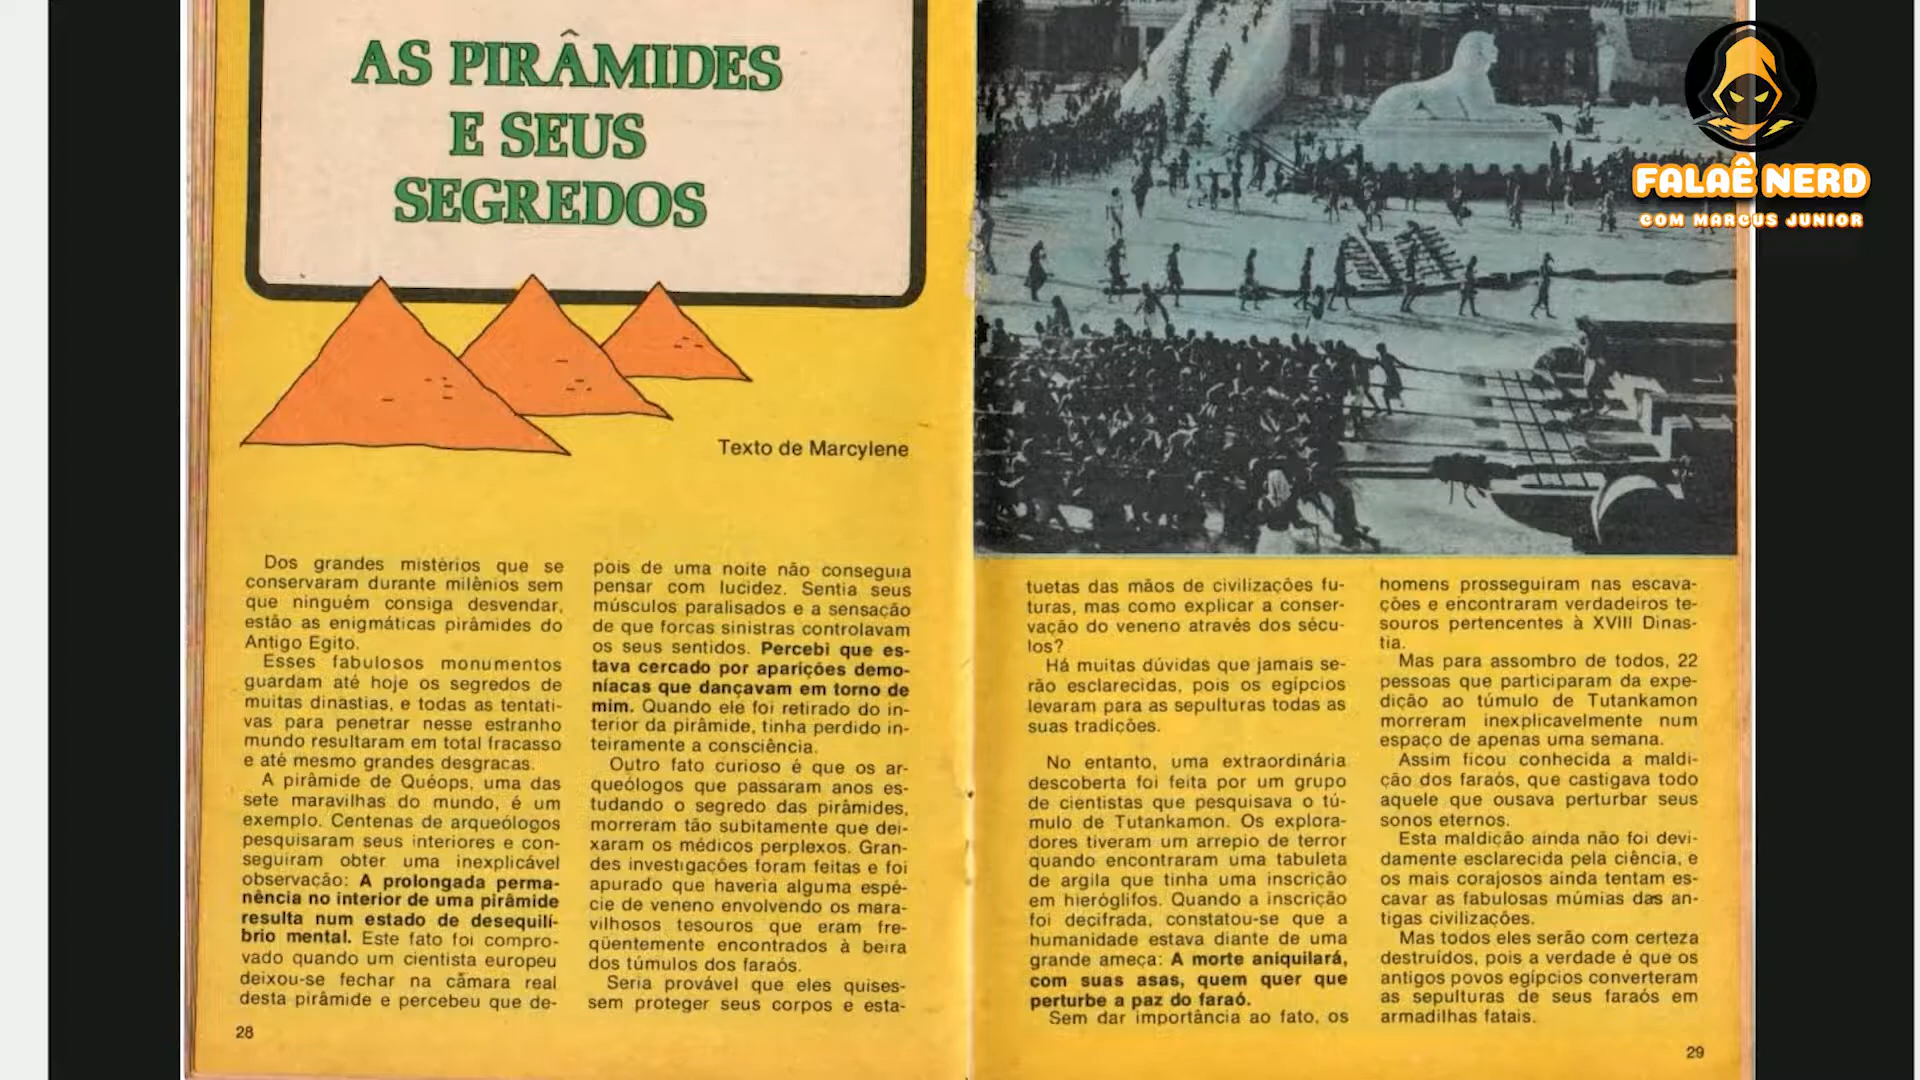 AS PIRÂMIDES
E SEUS
SEGREDOS
Texto de Marcylene
Dos grandes mistérios que se
conservaram durante milênios sem
que ninguém consiga desvendar,
estão as enigmáticas pirâmides do
Antigo Egito.
Esses fabulosos monumentos
guardam até hoje os segredos de
muitas dinastias, e todas as tentati-
vas para penetrar nesse estranho
mundo resultaram em total fracasso
e até mesmo grandes desgracas.
A pirâmide de Quéops, uma das
sete maravilhas do mundo, é um
exemplo. Centenas de arqueólogos
pesquisaram seus interiores e con-
seguiram obter uma inexplicável
observação: A prolongada perma-
nência no interior de uma pirâmide
resulta num estado de desequilí-
brio mental. Este fato foi compro-
vado quando um cientista europeu
deixou-se fechar na câmara real
desta pirâmide e percebeu que de-
28
pois de uma noite não conseguia
pensar com lucidez. Sentia seus
músculos paralisados e a sensação
de que forcas sinistras controlavam
os seus sentidos. Percebi que es-
tava cercado por aparições demo-
níacas que dançavam em torno de
mim. Quando ele foi retirado do in-
terior da pirâmide, tinha perdido in-
teiramente a consciência.
Outro fato curioso é que os ar-
queólogos que passaram anos es-
tudando o segredo das pirâmides,
morreram tão subitamente que dei-
xaram os médicos perplexos. Gran-
des investigações foram feitas e foi
apurado que haveria alguma espé-
cie de veneno envolvendo os mara-
vilhosos tesouros que eram fre-
qüentemente encontrados à beira
dos túmulos dos faraós.
Seria provável que eles quises-
sem proteger seus corpos e esta-
tuetas das mãos de civilizações fu-
turas, mas como explicar a conser-
vação do veneno através dos sécu-
los?
Há muitas dúvidas que jamais se-
rão esclarecidas, pois os egípcios
levaram para as sepulturas todas as
suas tradições.
No entanto, uma extraordinária
descoberta foi feita por um grupo
de cientistas que pesquisava o tú-
mulo de Tutankamon. Os explora-
dores tiveram um arrepio de terror
quando encontraram uma tabuleta
de argila que tinha uma inscrição
em hieróglifos. Quando a inscrição
foi decifrada, constatou-se que a
humanidade estava diante de uma
grande ameça: A morte aniquilará,
com suas asas, quem quer que
perturbe a paz do faraó.
Sem dar importância ao fato, os
homens prosseguiram nas escava-
ções e encontraram verdadeiros te-
souros pertencentes à XVIII Dinas-
tia.
Mas para assombro de todos, 22
pessoas que participaram da expe-
dição ao túmulo de Tutankamon
morreram inexplicavelmente num
espaço de apenas uma semana.
Assim ficou conhecida a maldi-
ção dos faraós, que castigava todo
aquele que ousava perturbar seus
sonos eternos.
Esta maldição ainda não foi devi-
damente esclarecida pela ciência, e
os mais corajosos ainda tentam es-
cavar as fabulosas múmias das an-
tigas civilizações.
Mas todos eles serão com certeza
destruídos, pois a verdade é que os
antigos povos egípcios converteram
as sepulturas de seus faraós em
armadilhas fatais.
29
FALAÊ NERD
COM MARCUS JUNIOR